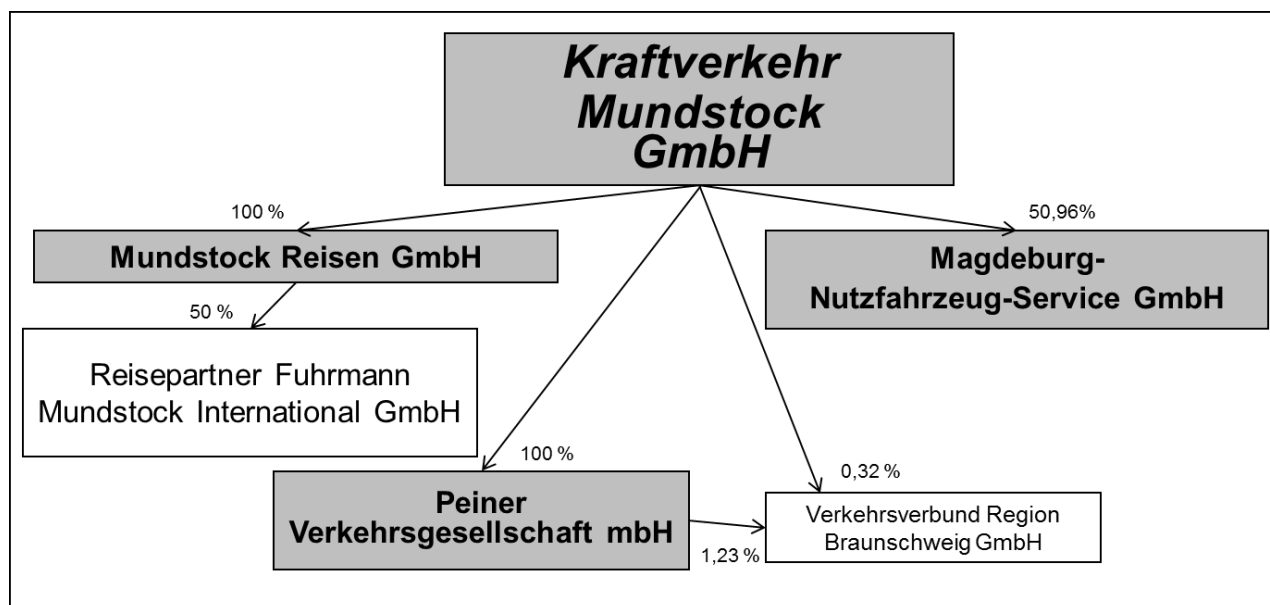 Kraftverkehr
Mundstock
GmbH
100 %
50,96%
Mundstock Reisen GmbH
Magdeburg-
Nutzfahrzeug-Service GmbH
50 %
Reisepartner Fuhrmann
Mundstock International GmbH
100 %
0,32 %
Peiner
Verkehrsgesellschaft mbH
Verkehrsverbund Region
Braunschweig GmbH
1,23 %